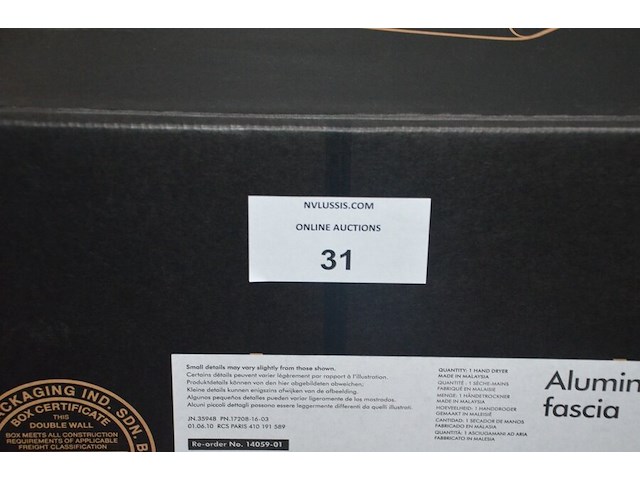 NVLUSSIS.COM
ONLINE AUCTIONS
31
Small details may vary slightly from those shown.
Certains détails peuvent varier légèrement par rapport à l'illustration.
Produktdetails können von den hier abgebildeten abweichen.
Kleine details kunnen enigszins afwijken van de afbeelding.
Algunos pequeños detalles pueden variar ligeramente de los mostrados.
Alcuni piccoli dettagli possono essere leggermente differenti da quelli illustrati.
JN.35948 PN.17208-16-03
01.06.10 RCS PARIS 410 191 589
Re-order No. 14059-01
QUANTITY: 1 HAND DRYER
MADE IN MALAYSIA
QUANTITÉ : 1 SÈCHE-MAINS
FABRIQUÉ EN MALAISIE
MENGE: 1 HÄNDETROCKNER
MADE IN MALAYSIA
HOEVEELHEID: 1 HANDDROGER
GEMAAKT IN MALEISIË
CANTIDAD: 1 SECADOR DE MANOS
FABRICADO EN MALASIA
QUANTITÀ: 1 ASCIUGAMANI AD ARIA
FABBRICATO IN MALESIA
Alumin
fascia
PACKAGING IND. SDN. B
THIS
BOX CERTIFICATE
DOUBLE WALL
BOX MEETS ALL CONSTRUCTION
REQUIREMENTS OF APPLICABLE
FREIGHT CLASSIFICATION